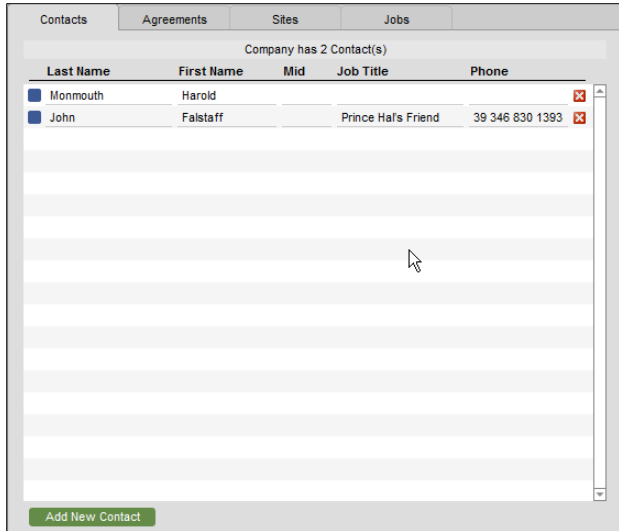 Contacts Agreements Sites Jobs
Company has 2 Contact(s)
Last Name First Name Mid Job Title Phone
Monmouth Harold
John Falstaff Prince Hal's Friend 39 346 830 1393
Add New Contact